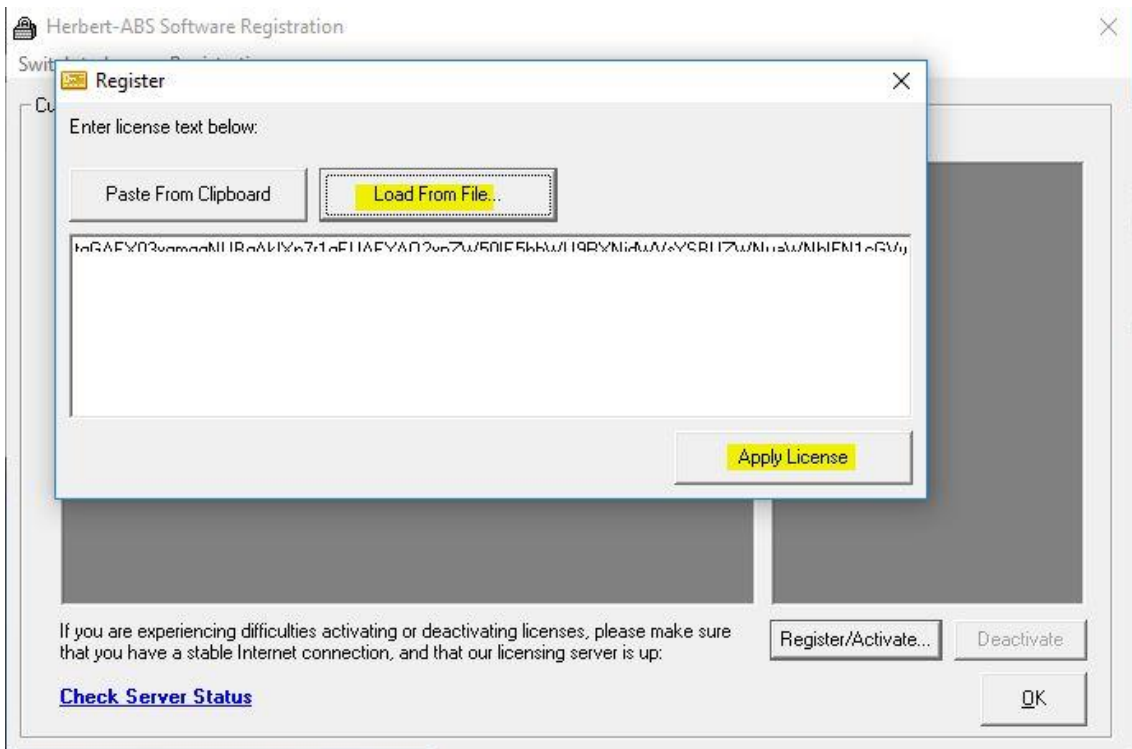 Herbert-ABS Software Registration
Register
Enter license text below:
Paste From Clipboard
Load From File...
Apply License
If you are experiencing difficulties activating or deactivating licenses, please make sure
that you have a stable Internet connection, and that our licensing server is up:
Register/Activate...
Deactivate
Check Server Status
OK